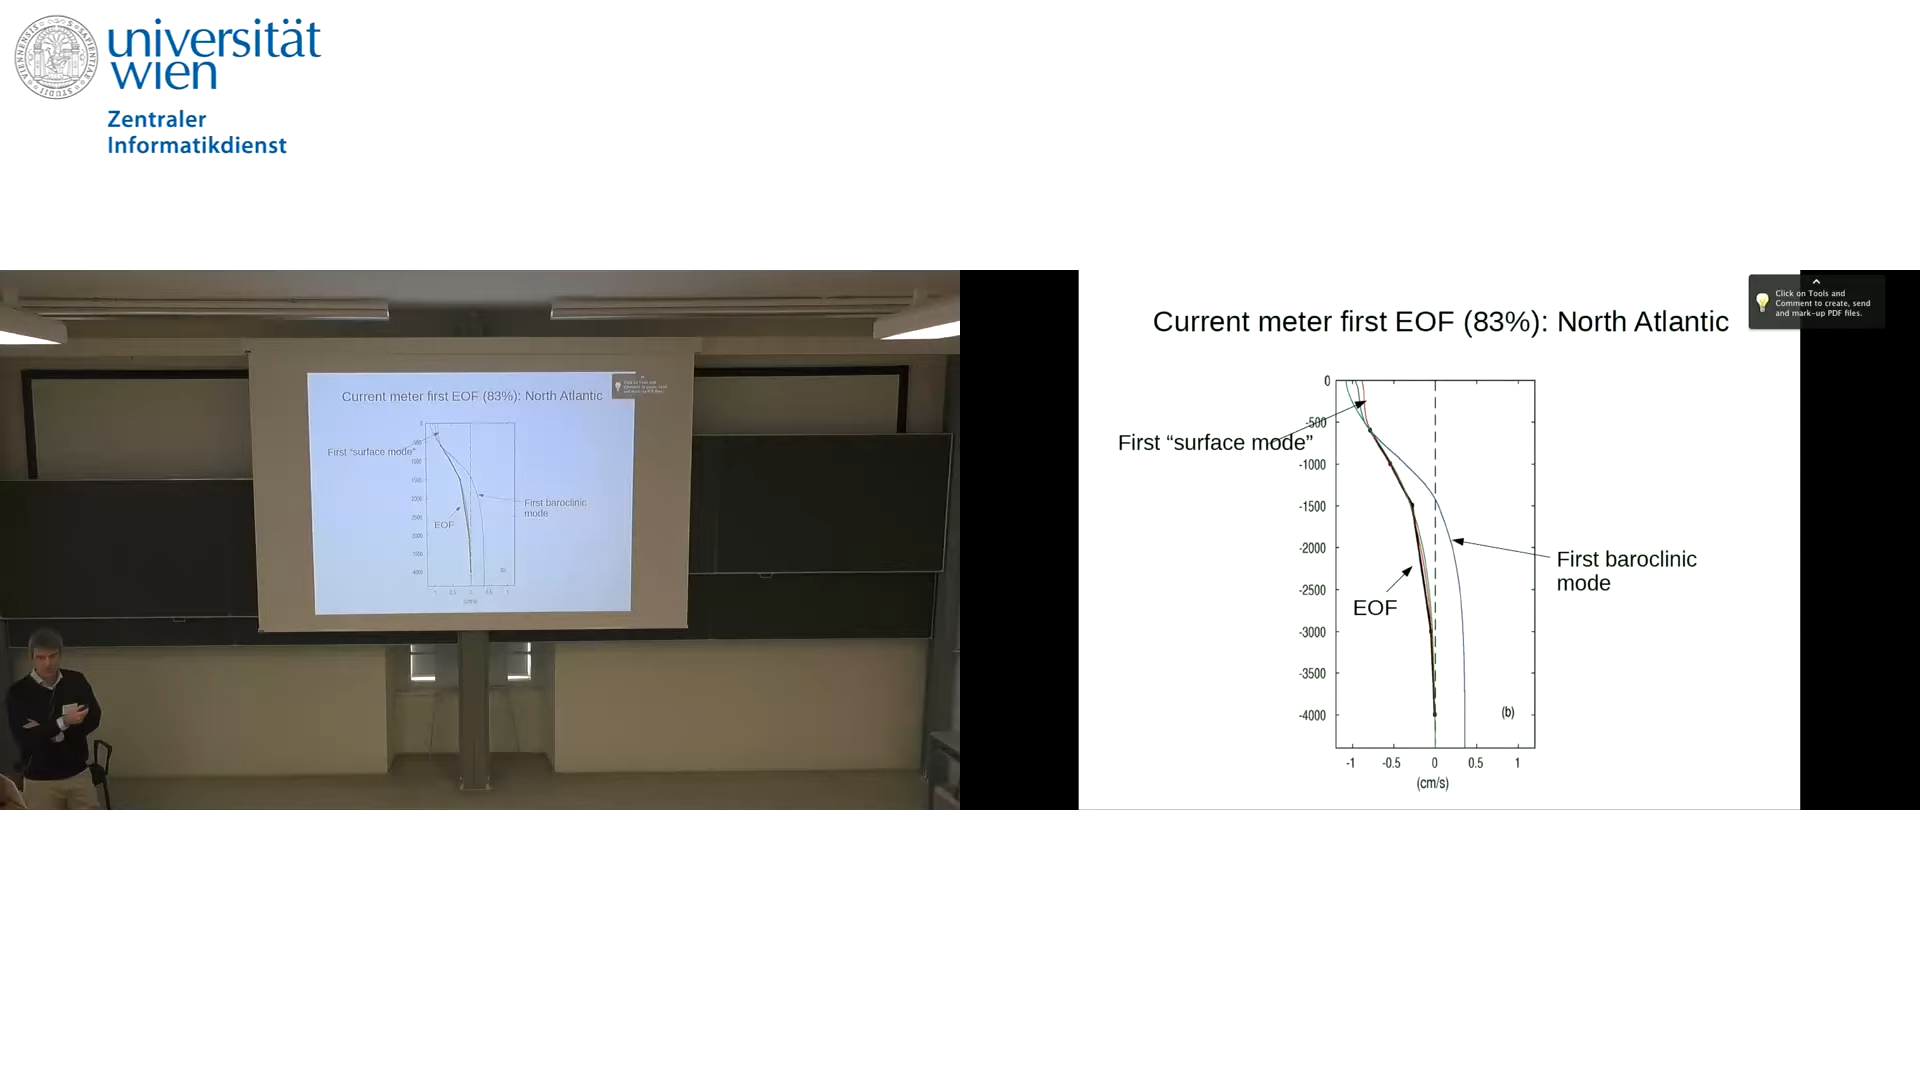 universität
wien
Zentraler
Informatikdienst
Current meter first EOF (83%): North Atlantic
First “surface mode”
EOF
First baroclinic
mode
Click on Tools and
Comment to create, send
and mark-up PDF files.
Current meter first EOF (83%): North Atlantic
0
-500
First “surface mode”
-1000
-1500
-2000
First baroclinic
mode
-2500
EOF
-3000
-3500
-4000
(b)
-1 -0.5 0 0.5 1
(cm/s)